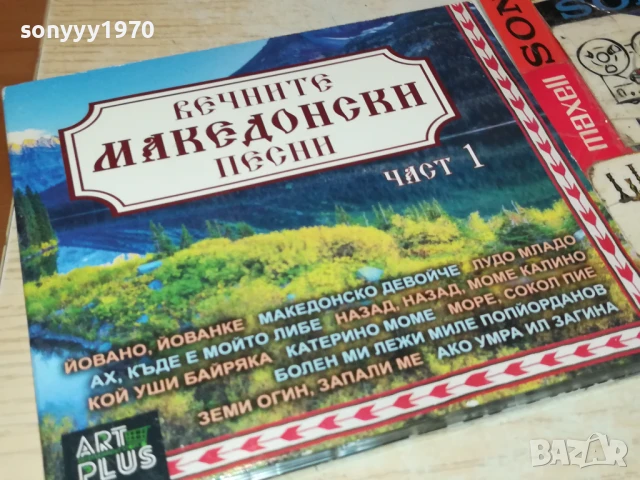 sonyyy1970
ВЕЧНИТЕ
МАКЕДОНСКИ
ПЕСНИ
ЧАСТ 1
ЙОВАНО, ЙОВАНКЕ МАКЕДОНСКО ДЕВОЙЧЕ ЛУДО МЛАДО
АХ, КЪДЕ Е МОЙТО ЛИБЕ НАЗАД, НАЗАД, МОМЕ КАЛИНО
КОЙ УШИ БАЙРЯКА КАТЕРИНО МОМЕ МОРЕ, СОКОЛ ПИЕ
БОЛЕН МИ ЛЕЖИ МИЛЕ ПОПЙОРДАНОВ
ЗЕМИ ОГИН, ЗАПАЛИ МЕ АКО УМРА ИЛ ЗАГИНА
ART
PLUS
maxell
BAZAR